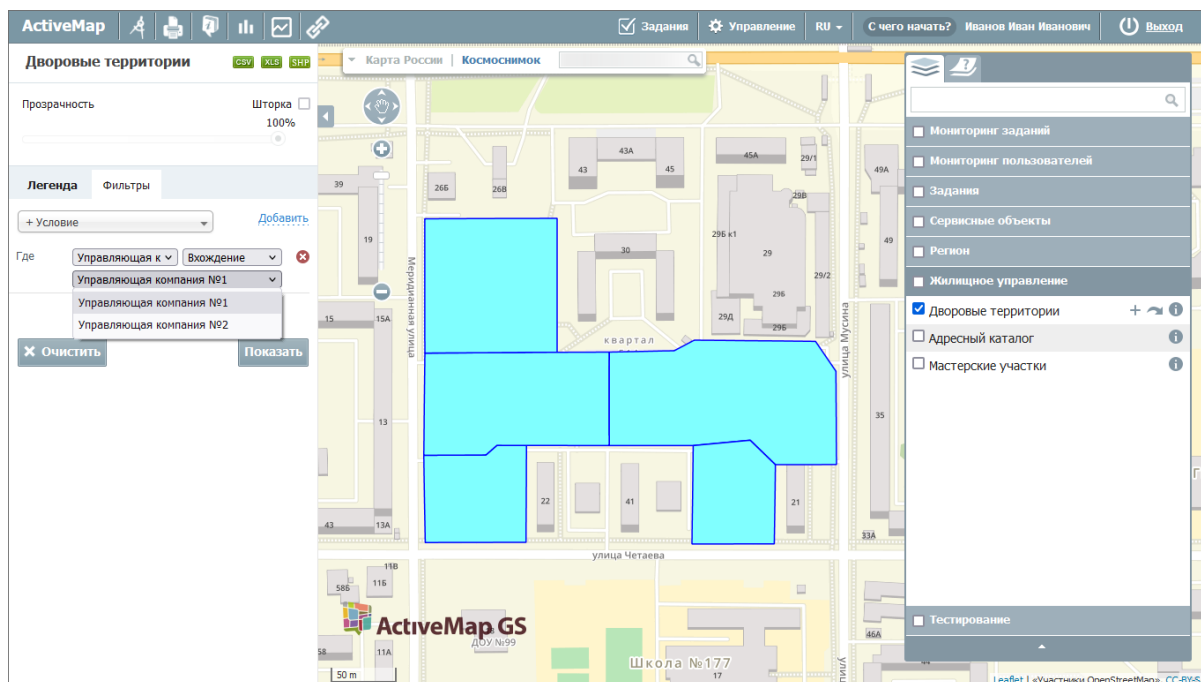 ActiveMap
Задания
Управление
RU
С чего начать?
Иванов Иван Иванович
Выход
Дворовые территории
CSV
XLS
SHP
Карта России | Космоснимок
Прозрачность
Шторка
100%
Легенда
Фильтры
+ Условие
Добавить
Где
Управляющая к
Вхождение
Управляющая компания №1
Управляющая компания №1
Управляющая компания №2
Очистить
Показать
Мониторинг заданий
Мониторинг пользователей
Задания
Сервисные объекты
Регион
Жилищное управление
Дворовые территории
Адресный каталог
Мастерские участки
Тестирование
43А
43
45
45А
29/1
49А
39
26Б
26В
29В
19
30
29Б к1
29
49
29/2
29Б
Меридианная улица
15
15А
29Д
29Б
квартал
улица Мусина
13
35
22
41
21
43
13А
33А
улица Четаева
11В
58Б
11Б
ActiveMap GS
ДОУ №99
46А
58
11А
Школа №177
17
44
50 m
Leaflet | «Участники OpenStreetMap», CC-BY-S